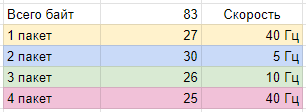 Всего байт 83 Скорость
1 пакет 27 40 Гц
2 пакет 30 5 Гц
3 пакет 26 10 Гц
4 пакет 25 40 Гц